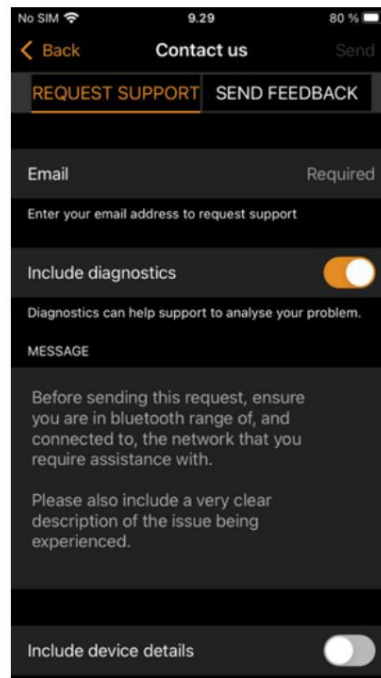 No SIM 9.29 80 %
Back Contact us Send
REQUEST SUPPORT SEND FEEDBACK
Email Required
Enter your email address to request support
Include diagnostics
Diagnostics can help support to analyse your problem.
MESSAGE
Before sending this request, ensure
you are in bluetooth range of, and
connected to, the network that you
require assistance with.
Please also include a very clear
description of the issue being
experienced.
Include device details